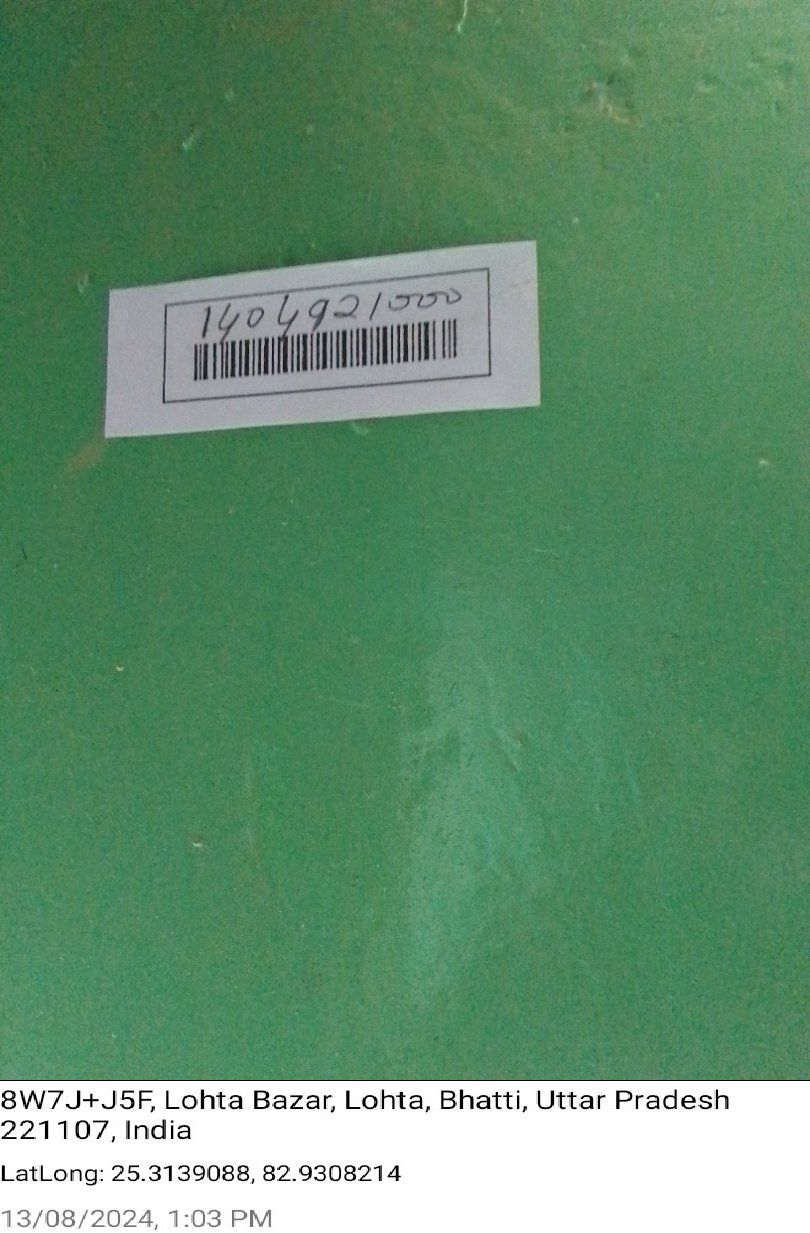 1404921000
8W7J+J5F, Lohta Bazar, Lohta, Bhatti, Uttar Pradesh
221107, India
LatLong: 25.3139088, 82.9308214
13/08/2024, 1:03 PM